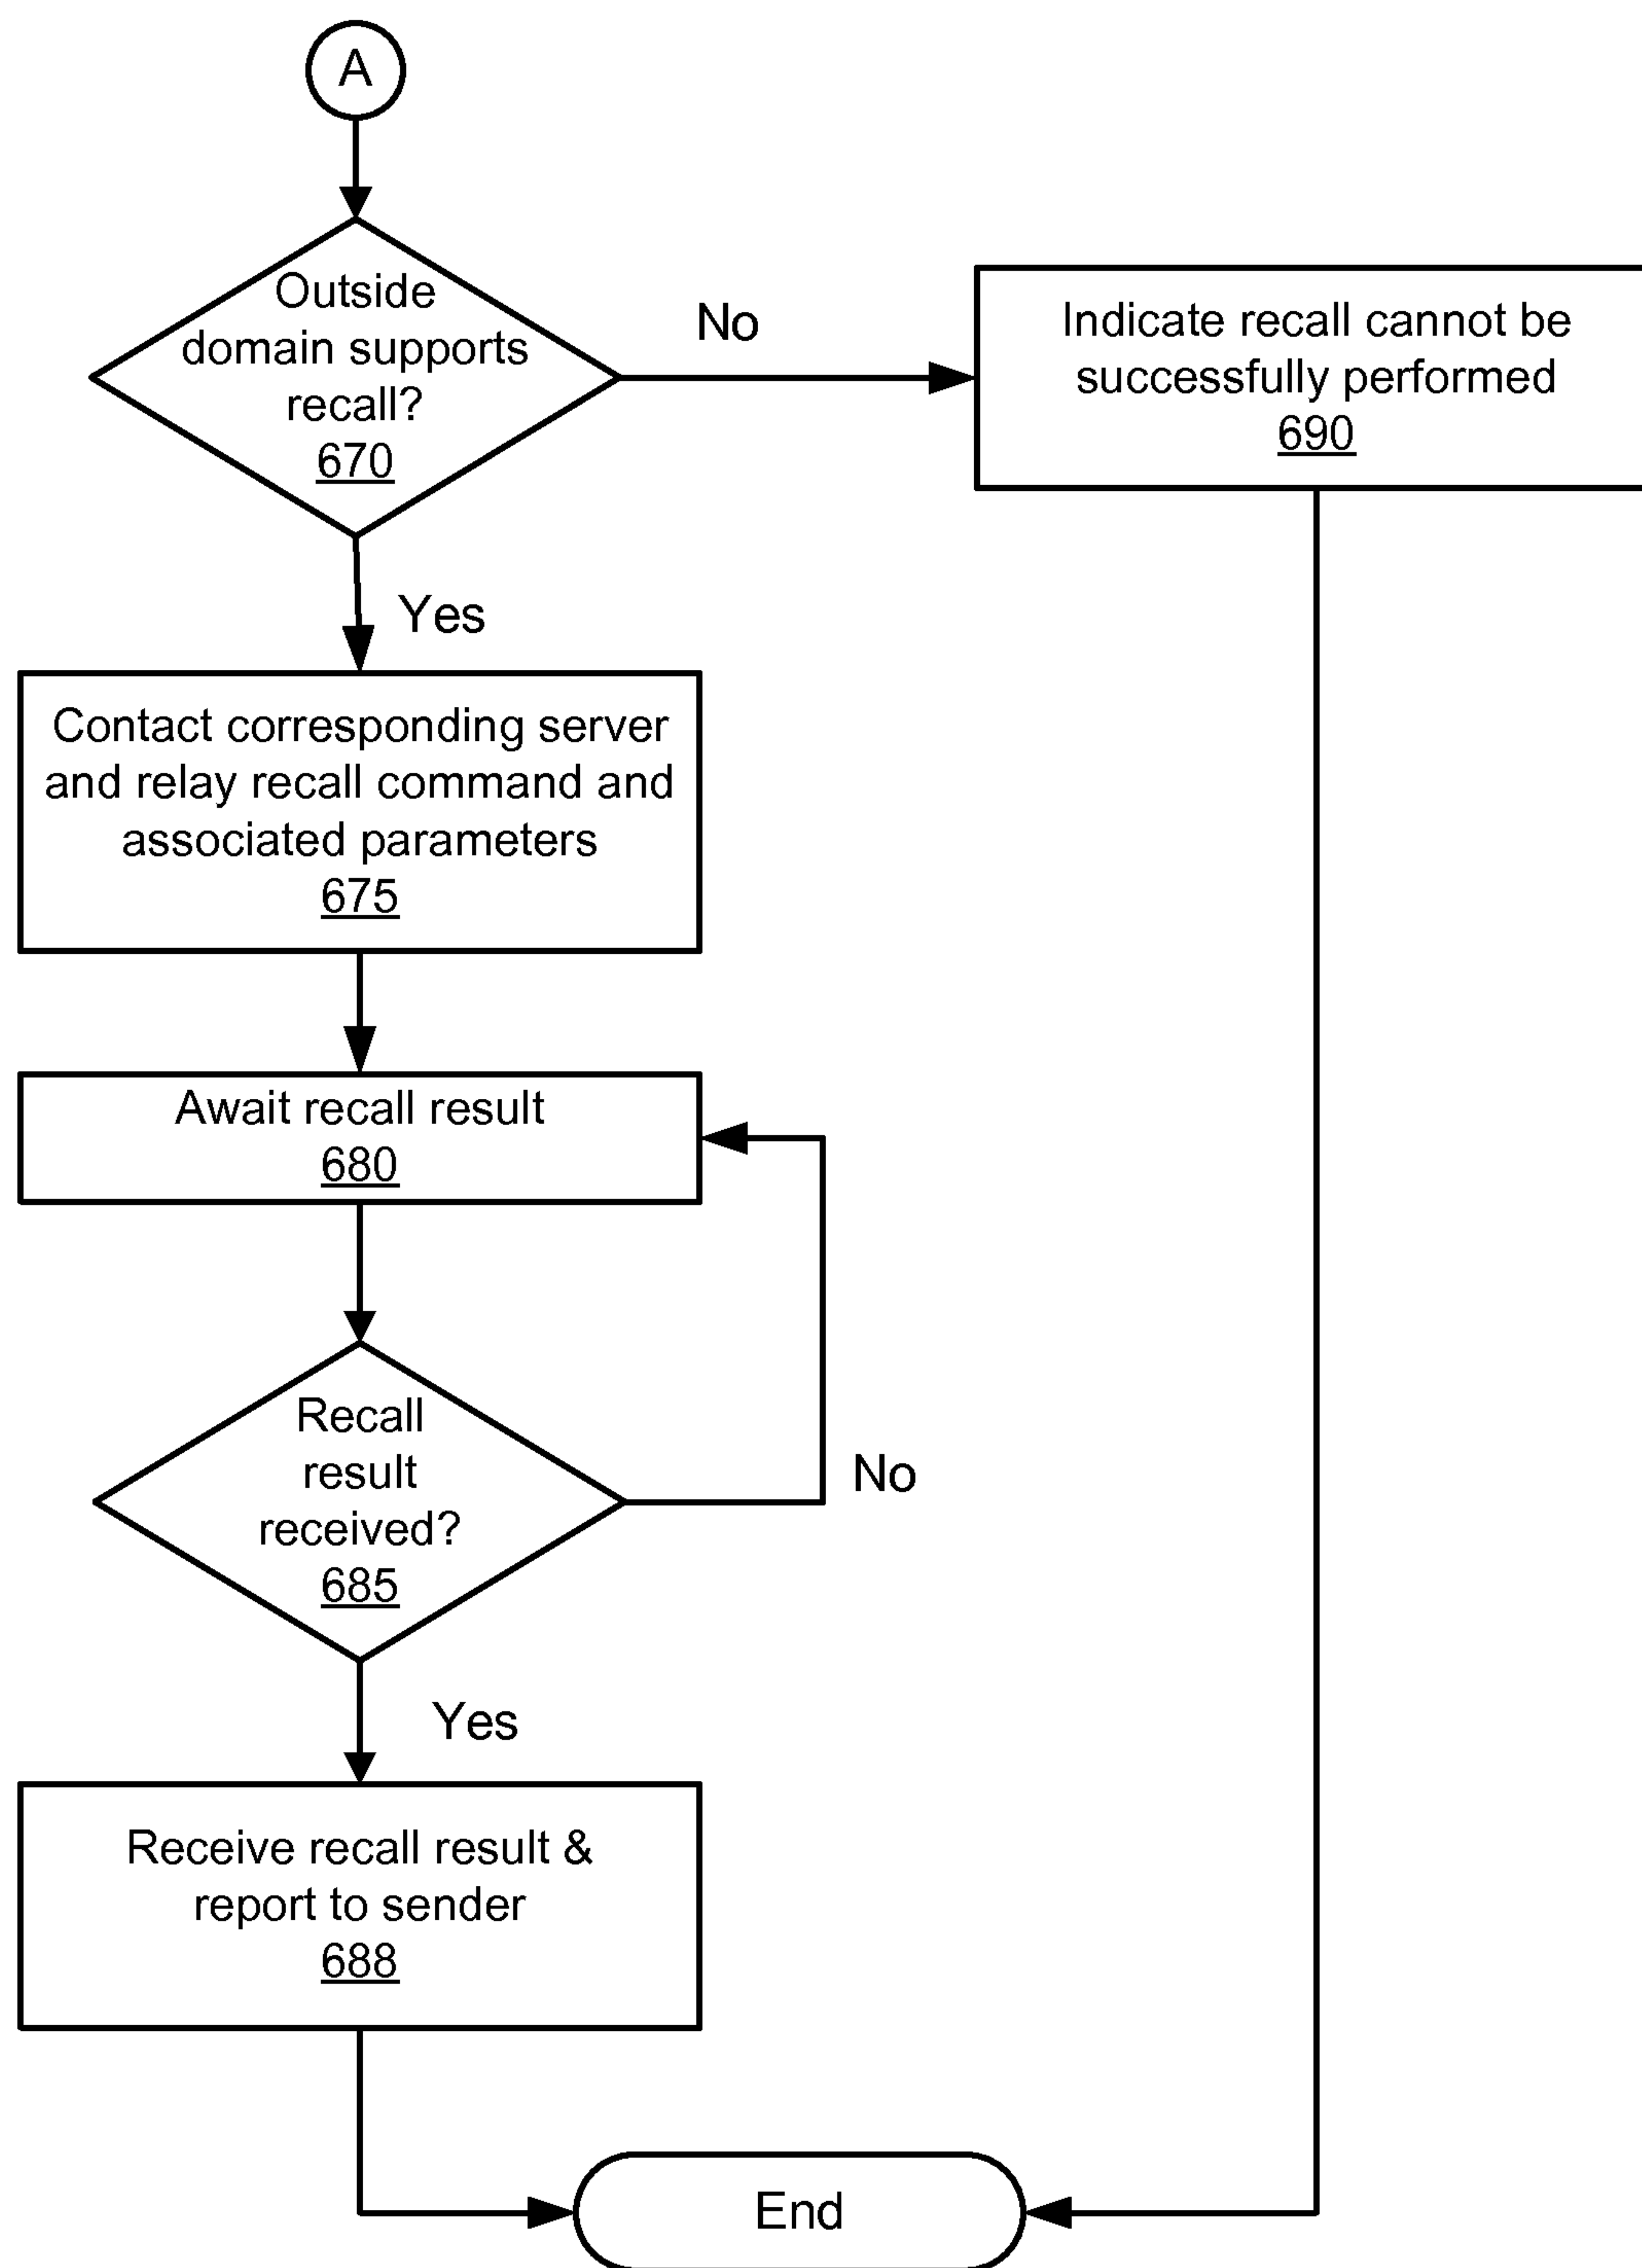 A
Outside
domain supports
recall?
670
No
Indicate recall cannot be
successfully performed
690
Yes
Contact corresponding server
and relay recall command and
associated parameters
675
Await recall result
680
Recall
result
received?
685
No
Yes
Receive recall result &
report to sender
688
End